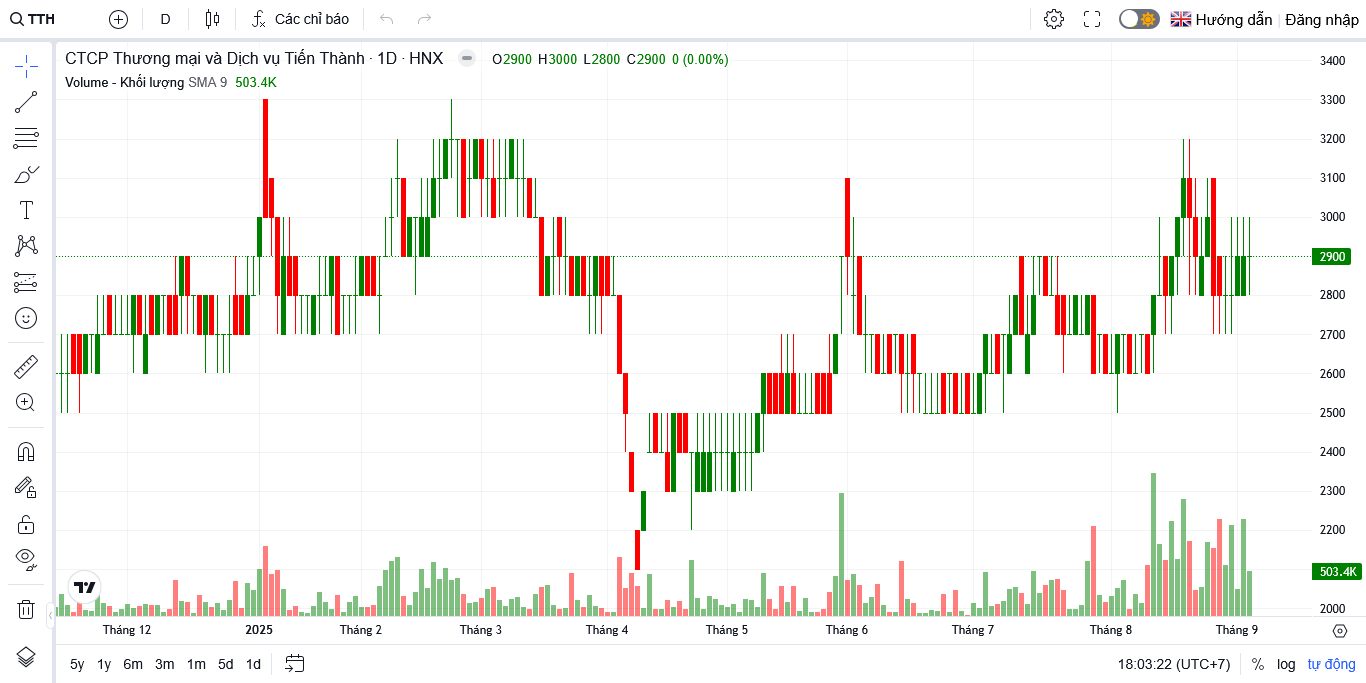 TTH D Các chỉ báo Hướng dẫn Đăng nhập
CTCP Thương mại và Dịch vụ Tiến Thành · 1D · HNX O2900 H3000 L2800 C2900 0 (0.00%)
Volume - Khối lượng SMA 9 503.4K
3400
3300
3200
3100
3000
2900
2800
2700
2600
2500
2400
2300
2200
503.4K
2000
Tháng 12 2025 Tháng 2 Tháng 3 Tháng 4 Tháng 5 Tháng 6 Tháng 7 Tháng 8 Tháng 9
5y 1y 6m 3m 1m 5d 1d 18:03:22 (UTC+7) % log tự động